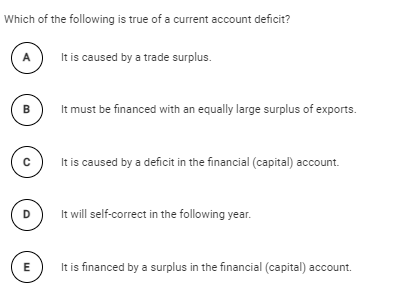 Which of the following is true of a current account deficit?
A It is caused by a trade surplus.
B It must be financed with an equally large surplus of exports.
C It is caused by a deficit in the financial (capital) account.
D It will self-correct in the following year.
E It is financed by a surplus in the financial (capital) account.